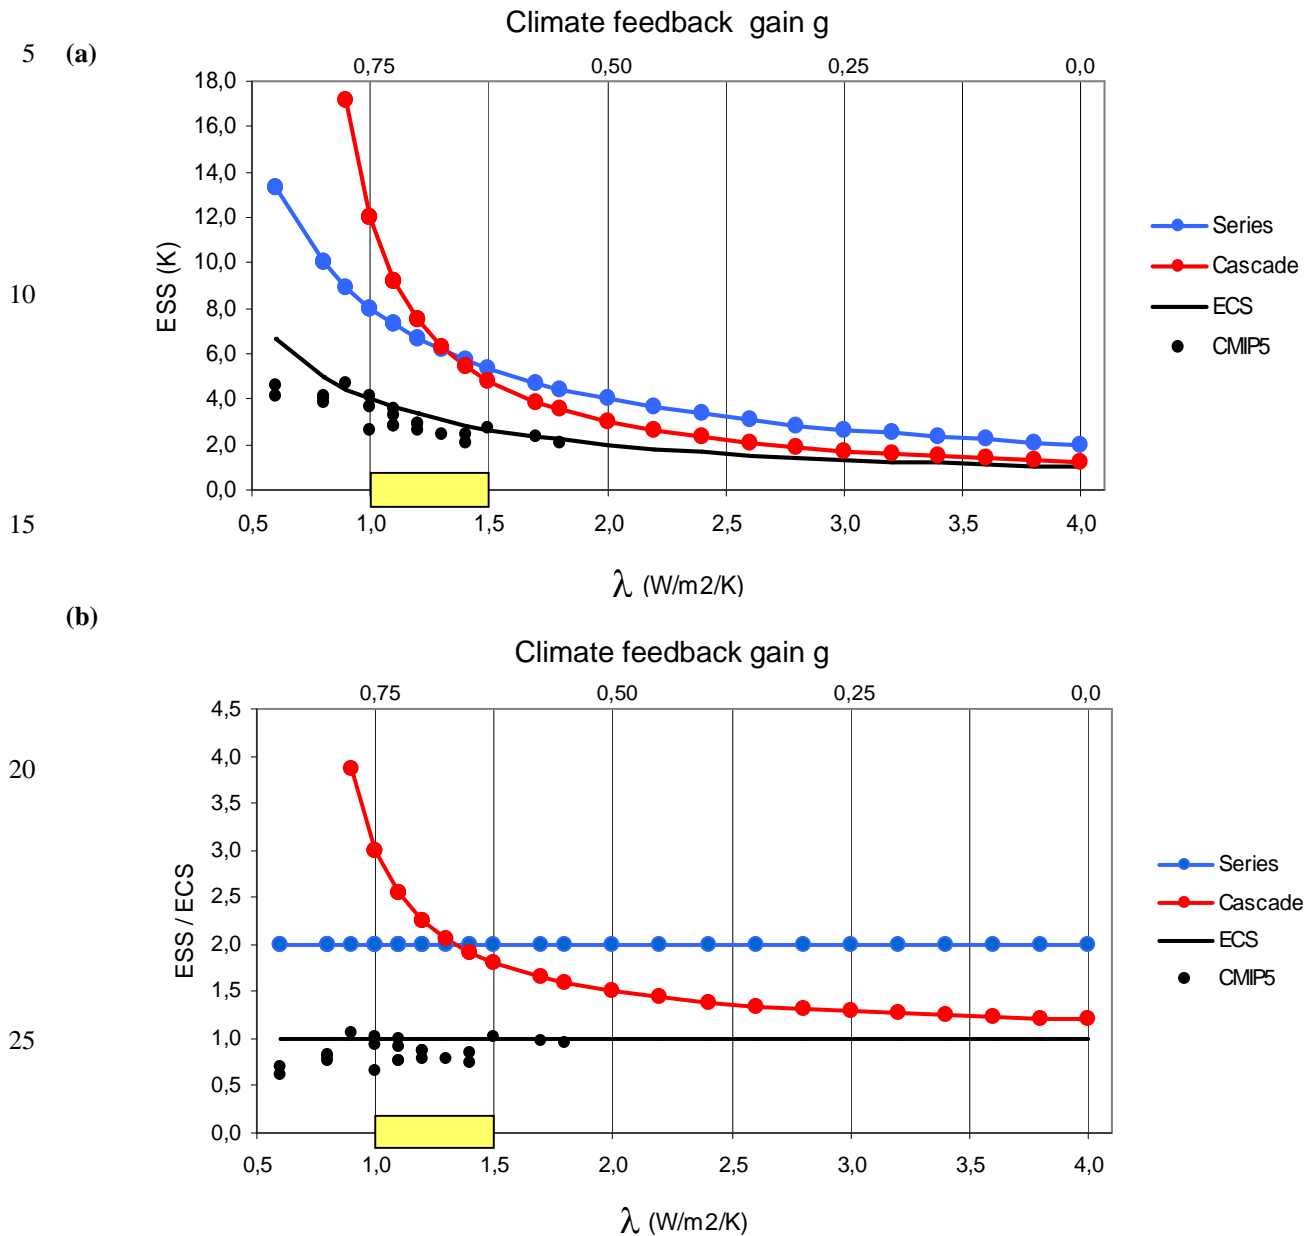 Climate feedback gain g
5 (a)
0,75 0,50 0,25 0,0
18,0
16,0
14,0
12,0
10,0
8,0
6,0
4,0
2,0
0,0
ESS (K)
10
15
Series
Cascade
ECS
CMIP5
0,5 1,0 1,5 2,0 2,5 3,0 3,5 4,0
λ (W/m2/K)
(b)
Climate feedback gain g
0,75 0,50 0,25 0,0
4,5
4,0
3,5
3,0
2,5
2,0
1,5
1,0
0,5
0,0
ESS / ECS
20
25
Series
Cascade
ECS
CMIP5
0,5 1,0 1,5 2,0 2,5 3,0 3,5 4,0
λ (W/m2/K)